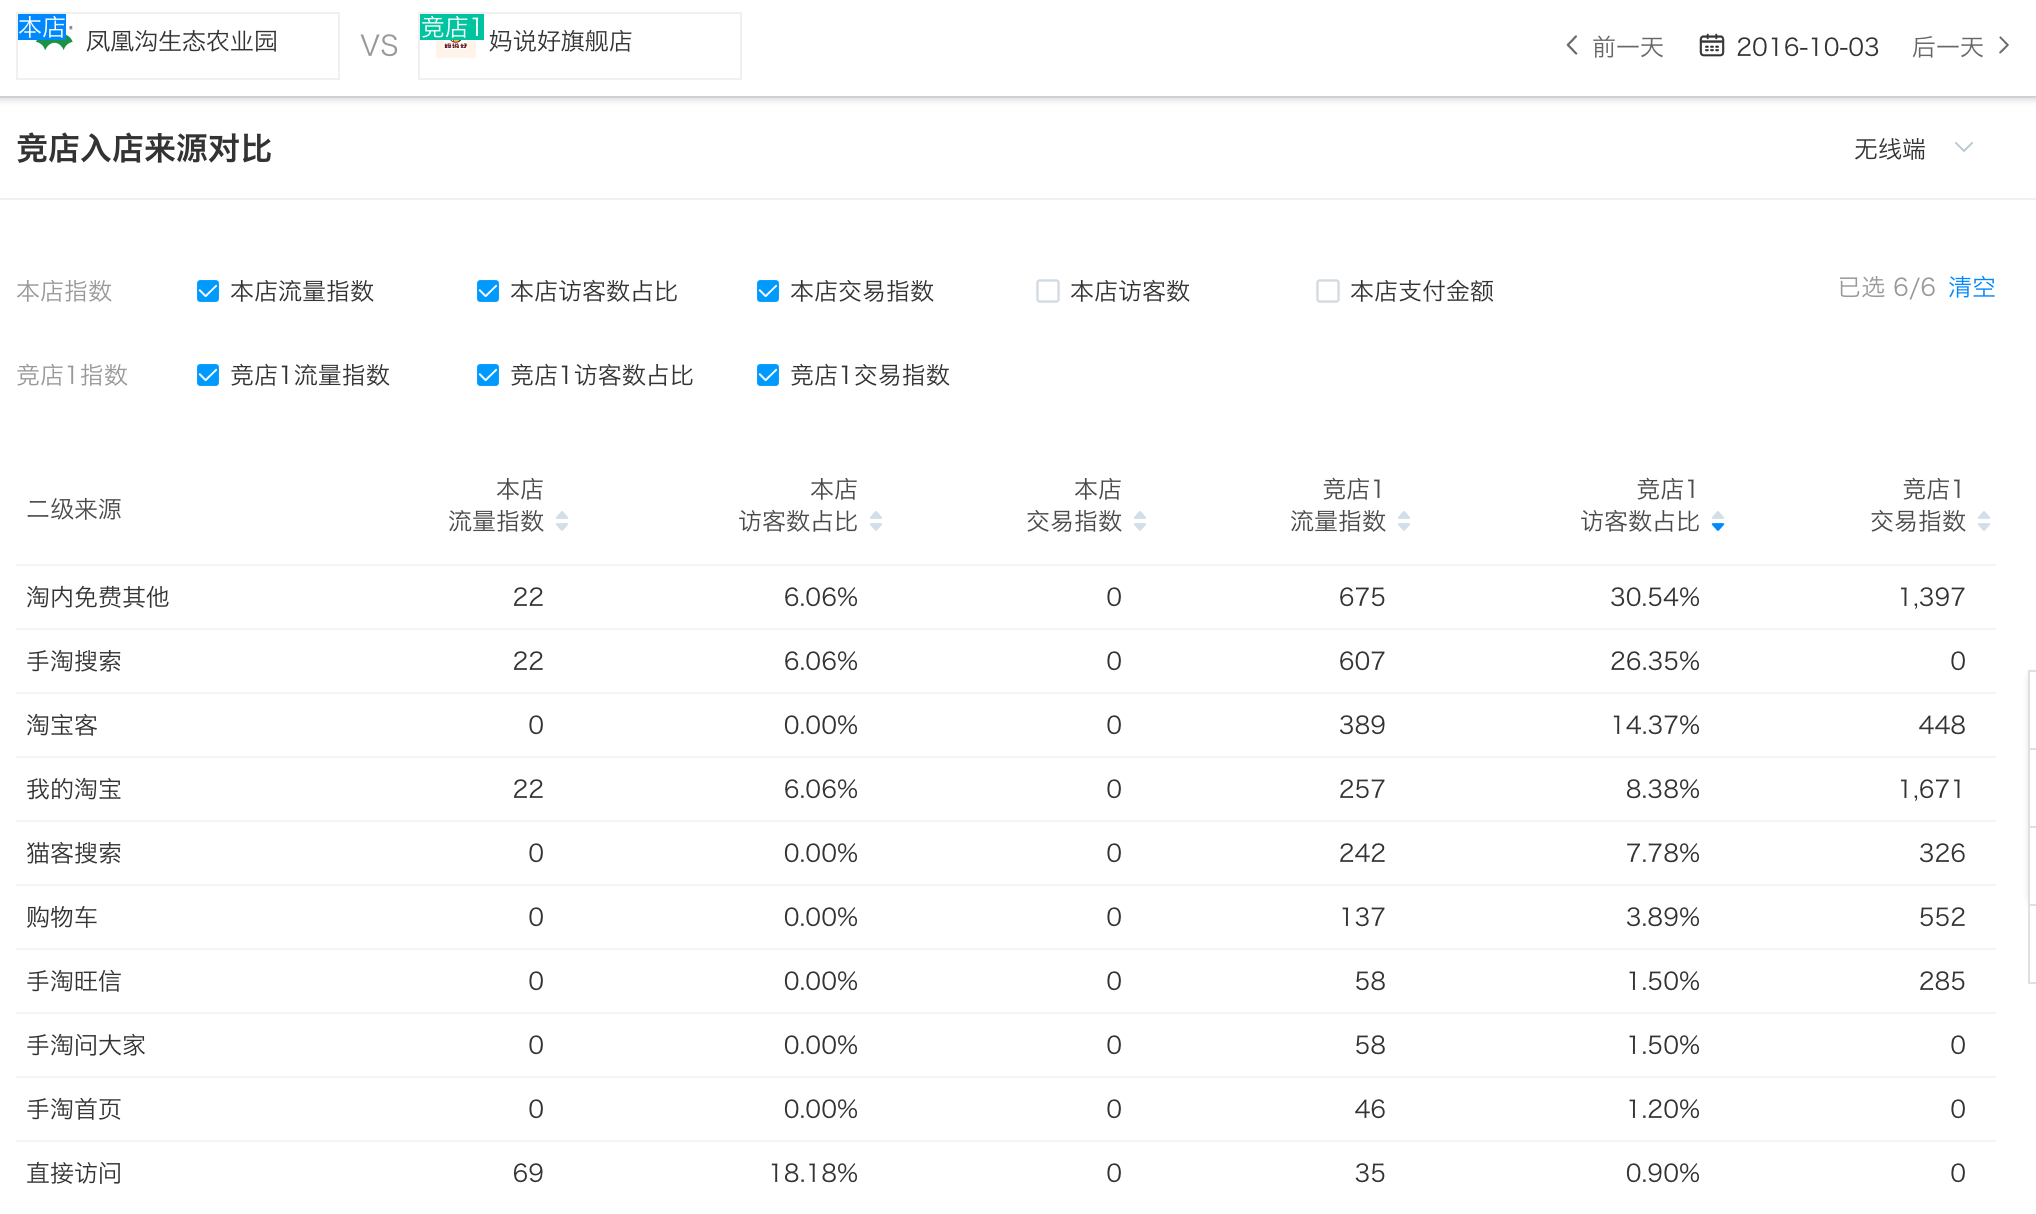 本店 凤凰沟生态农业园 VS 竞店1 妈说好旗舰店 前一天 2016-10-03 后一天
竞店入店来源对比 无线端
本店指数 本店流量指数 本店访客数占比 本店交易指数 本店访客数 本店支付金额 已选 6/6 清空
竞店1指数 竞店1流量指数 竞店1访客数占比 竞店1交易指数
本店 本店 本店 竞店1 竞店1 竞店1
二级来源 流量指数 访客数占比 交易指数 流量指数 访客数占比 交易指数
淘内免费其他 22 6.06% 0 675 30.54% 1,397
手淘搜索 22 6.06% 0 607 26.35% 0
淘宝客 0 0.00% 0 389 14.37% 448
我的淘宝 22 6.06% 0 257 8.38% 1,671
猫客搜索 0 0.00% 0 242 7.78% 326
购物车 0 0.00% 0 137 3.89% 552
手淘旺信 0 0.00% 0 58 1.50% 285
手淘问大家 0 0.00% 0 58 1.50% 0
手淘首页 0 0.00% 0 46 1.20% 0
直接访问 69 18.18% 0 35 0.90% 0